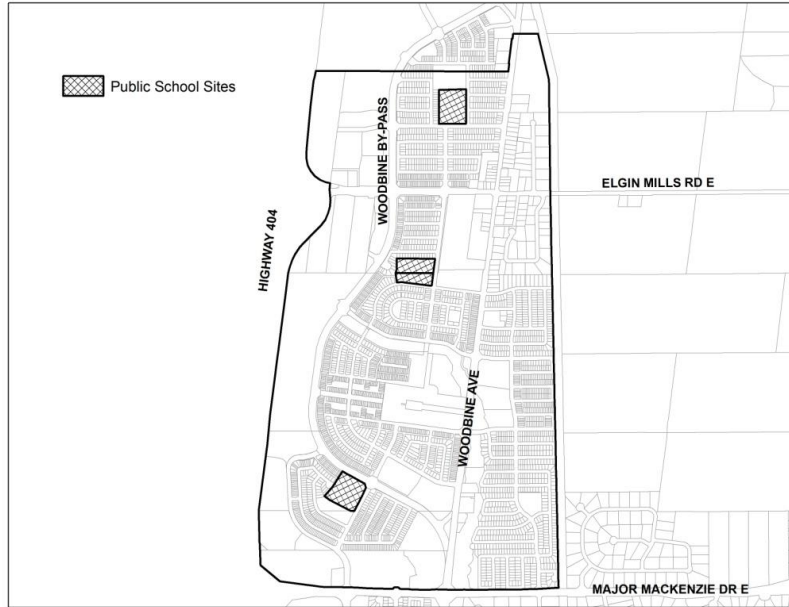 Public School Sites
WOODBINE BY-PASS
ELGIN MILLS RD E
HIGHWAY 404
WOODBINE AVE
MAJOR MACKENZIE DR E